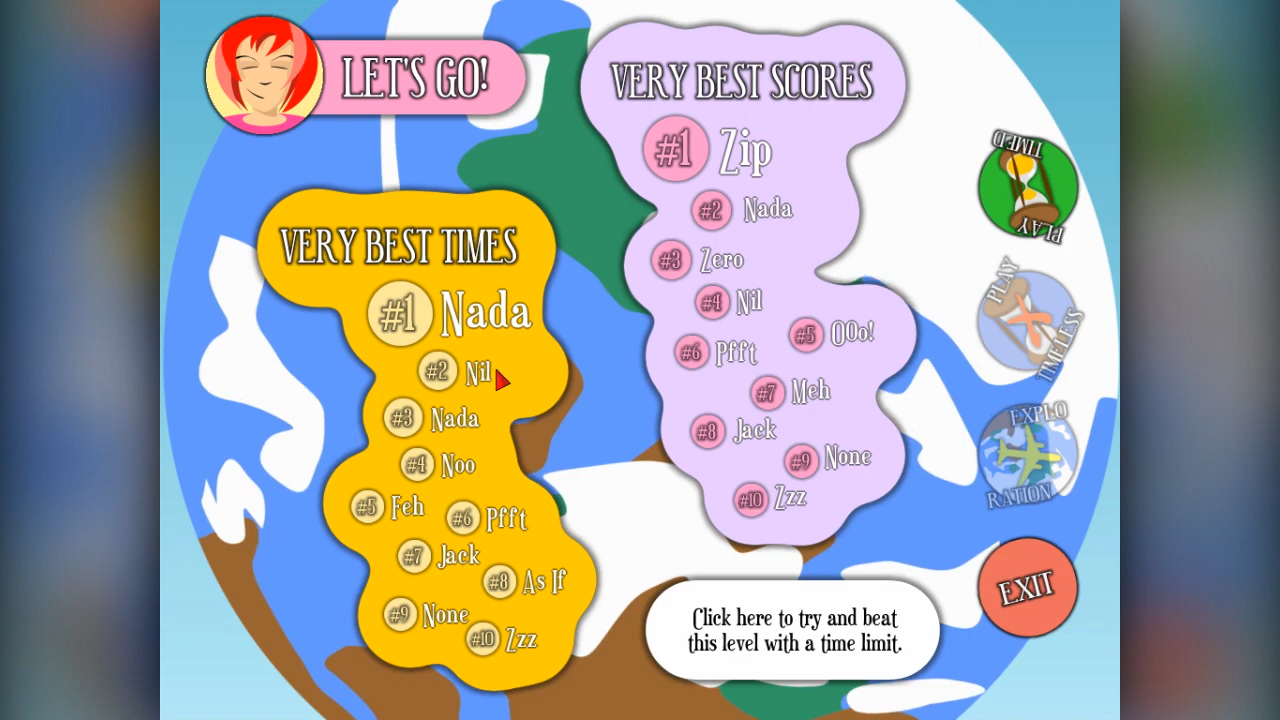 LET'S GO!
VERY BEST SCORES
#1 Zip
#2 Nada
#3 Zero
#4 Nil
#5 OOo!
#6 Pfft
#7 Meh
#8 Jack
#9 None
#10 Zzz
VERY BEST TIMES
#1 Nada
#2 Nil
#3 Nada
#4 Noo
#5 Feh
#6 Pfft
#7 Jack
#8 As If
#9 None
#10 Zzz
PLAY
TIMED
PLAY
TIMELESS
EXPLO
RATION
EXIT
Click here to try and beat
this level with a time limit.